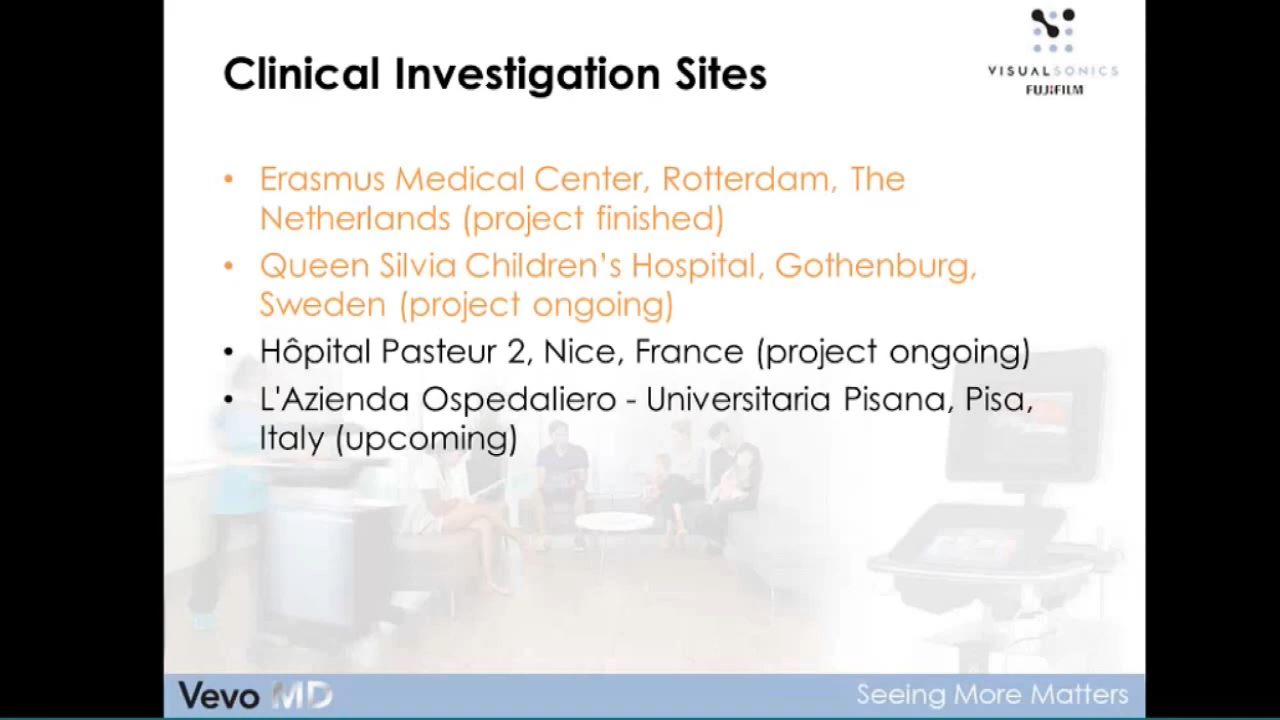 Clinical Investigation Sites
VISUALSONICS
FUJIFILM
• Erasmus Medical Center, Rotterdam, The
Netherlands (project finished)
• Queen Silvia Children’s Hospital, Gothenburg,
Sweden (project ongoing)
• Hôpital Pasteur 2, Nice, France (project ongoing)
• L'Azienda Ospedaliero - Universitaria Pisana, Pisa,
Italy (upcoming)
Vevo MD
Seeing More Matters